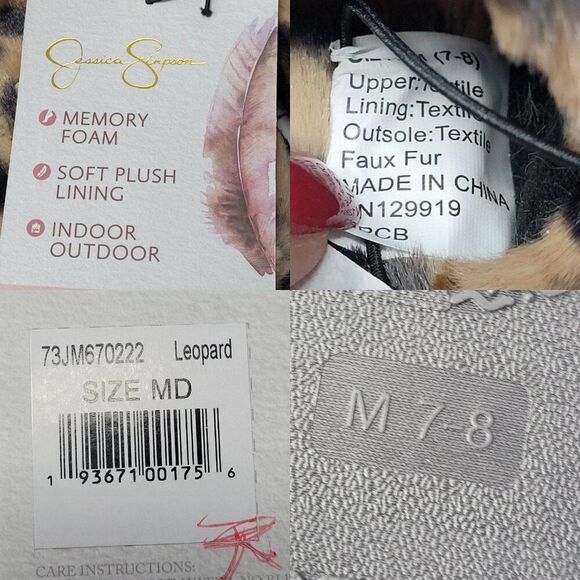 Jessica Simpson
MEMORY
FOAM
SOFT PLUSH
LINING
INDOOR
OUTDOOR
(7-8)
Upper:Textile
Lining:Textile
Outsole:Textile
Faux Fur
MADE IN CHINA
N129919
PCB
73JM670222 Leopard
SIZE MD
1 93671 00175 6
CARE INSTRUCTIONS:
M 7-8